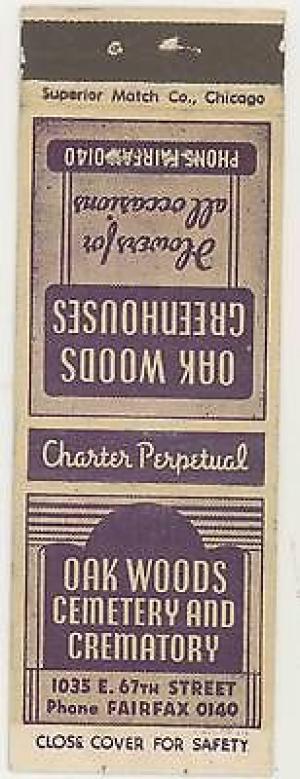 Superior Match Co., Chicago
OAK WOODS
GREENHOUSES
Flowers for
all occasions
PHONE-FAIRFAX-0140
Charter Perpetual
OAK WOODS
CEMETERY AND
CREMATORY
1035 E. 67TH STREET
Phone FAIRFAX 0140
CLOSE COVER FOR SAFETY